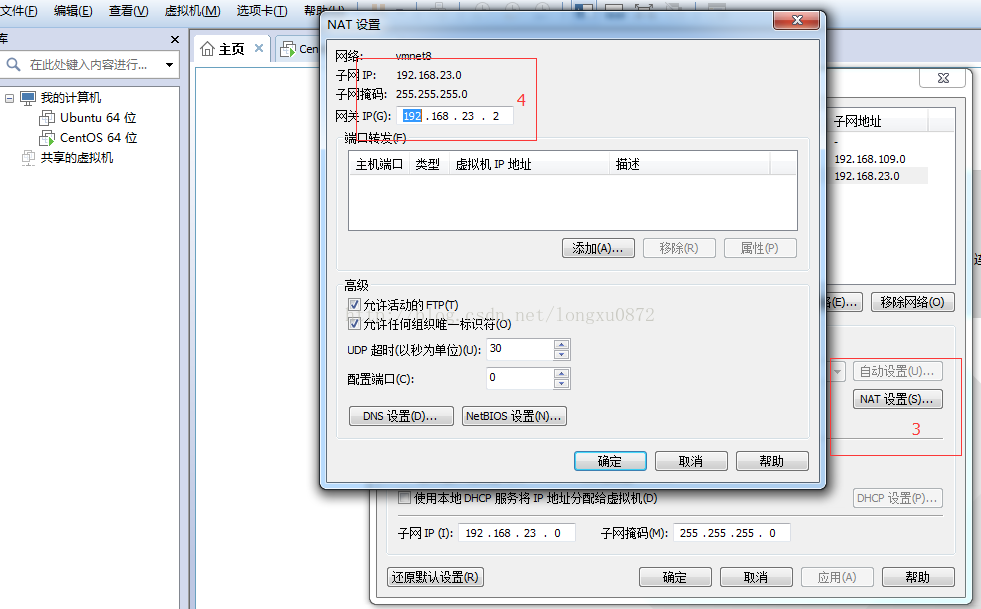 文件(F) 编辑(E) 查看(V) 虚拟机(M) 选项卡(T) 帮助(H)
库
在此处键入内容进行...
我的计算机
Ubuntu 64 位
CentOS 64 位
共享的虚拟机
主页
Cen
NAT 设置
网络: vmnet8
子网 IP: 192.168.23.0
子网掩码: 255.255.255.0
网关 IP(G): 192 . 168 . 23 . 2
4
端口转发(F)
主机端口 类型 虚拟机 IP 地址 描述
添加(A)... 移除(R) 属性(P)
高级
允许活动的 FTP(T)
允许任何组织唯一标识符(O)
UDP 超时(以秒为单位)(U): 30
配置端口(C): 0
DNS 设置(D)... NetBIOS 设置(N)...
确定 取消 帮助
子网地址
-
192.168.109.0
192.168.23.0
(E)... 移除网络(O)
自动设置(U)...
NAT 设置(S)...
3
使用本地 DHCP 服务将 IP 地址分配给虚拟机(D)
DHCP 设置(P)...
子网 IP (I): 192 . 168 . 23 . 0 子网掩码(M): 255 . 255 . 255 . 0
还原默认设置(R) 确定 取消 应用(A) 帮助